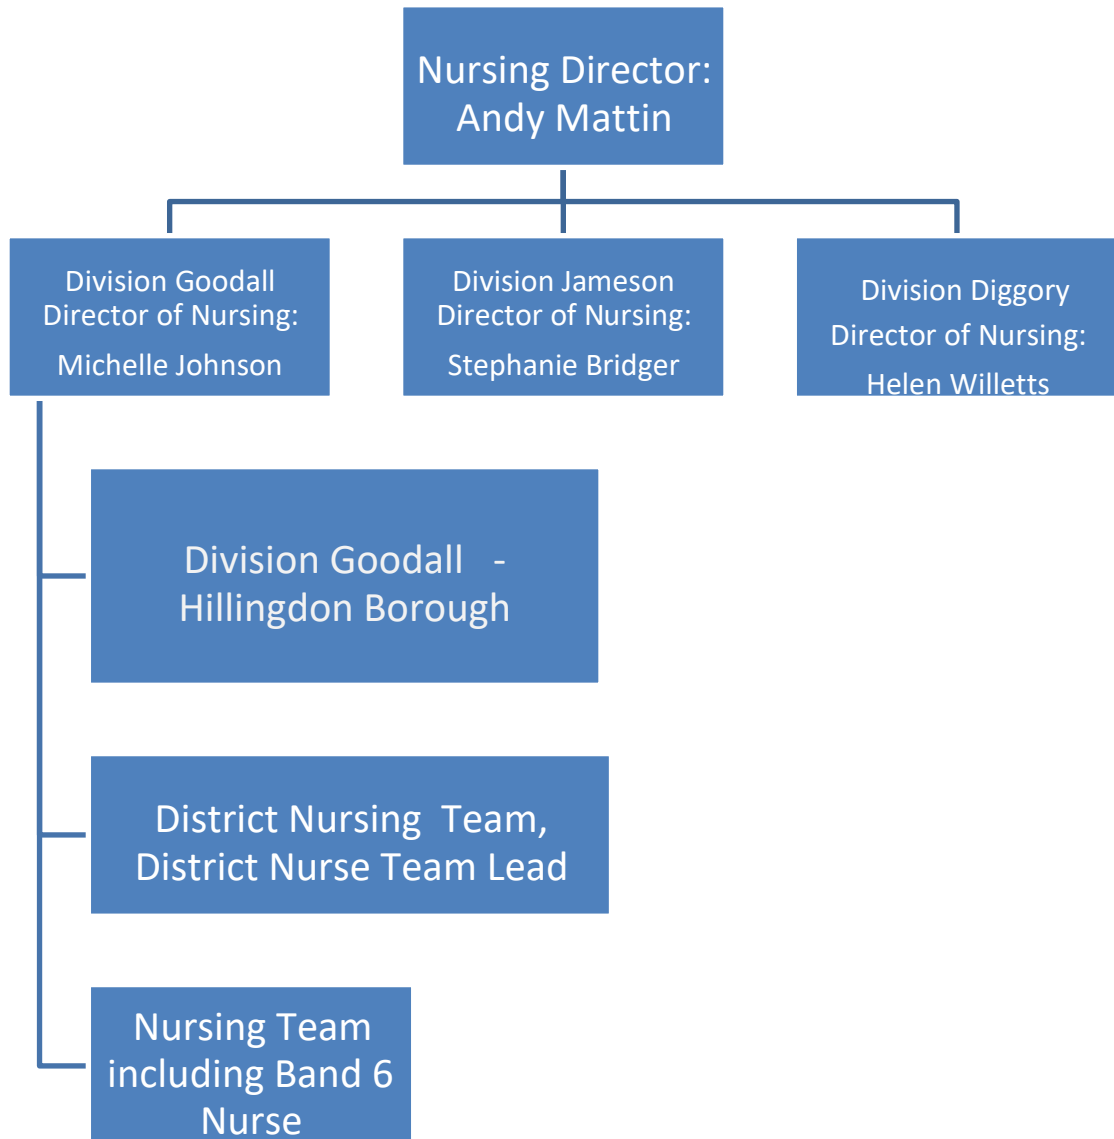 Nursing Director:
Andy Mattin
Division Goodall
Director of Nursing:
Michelle Johnson
Division Jameson
Director of Nursing:
Stephanie Bridger
Division Diggory
Director of Nursing:
Helen Willetts
Division Goodall   -
Hillingdon Borough
District Nursing  Team,
District Nurse Team Lead
Nursing Team
including Band 6
Nurse